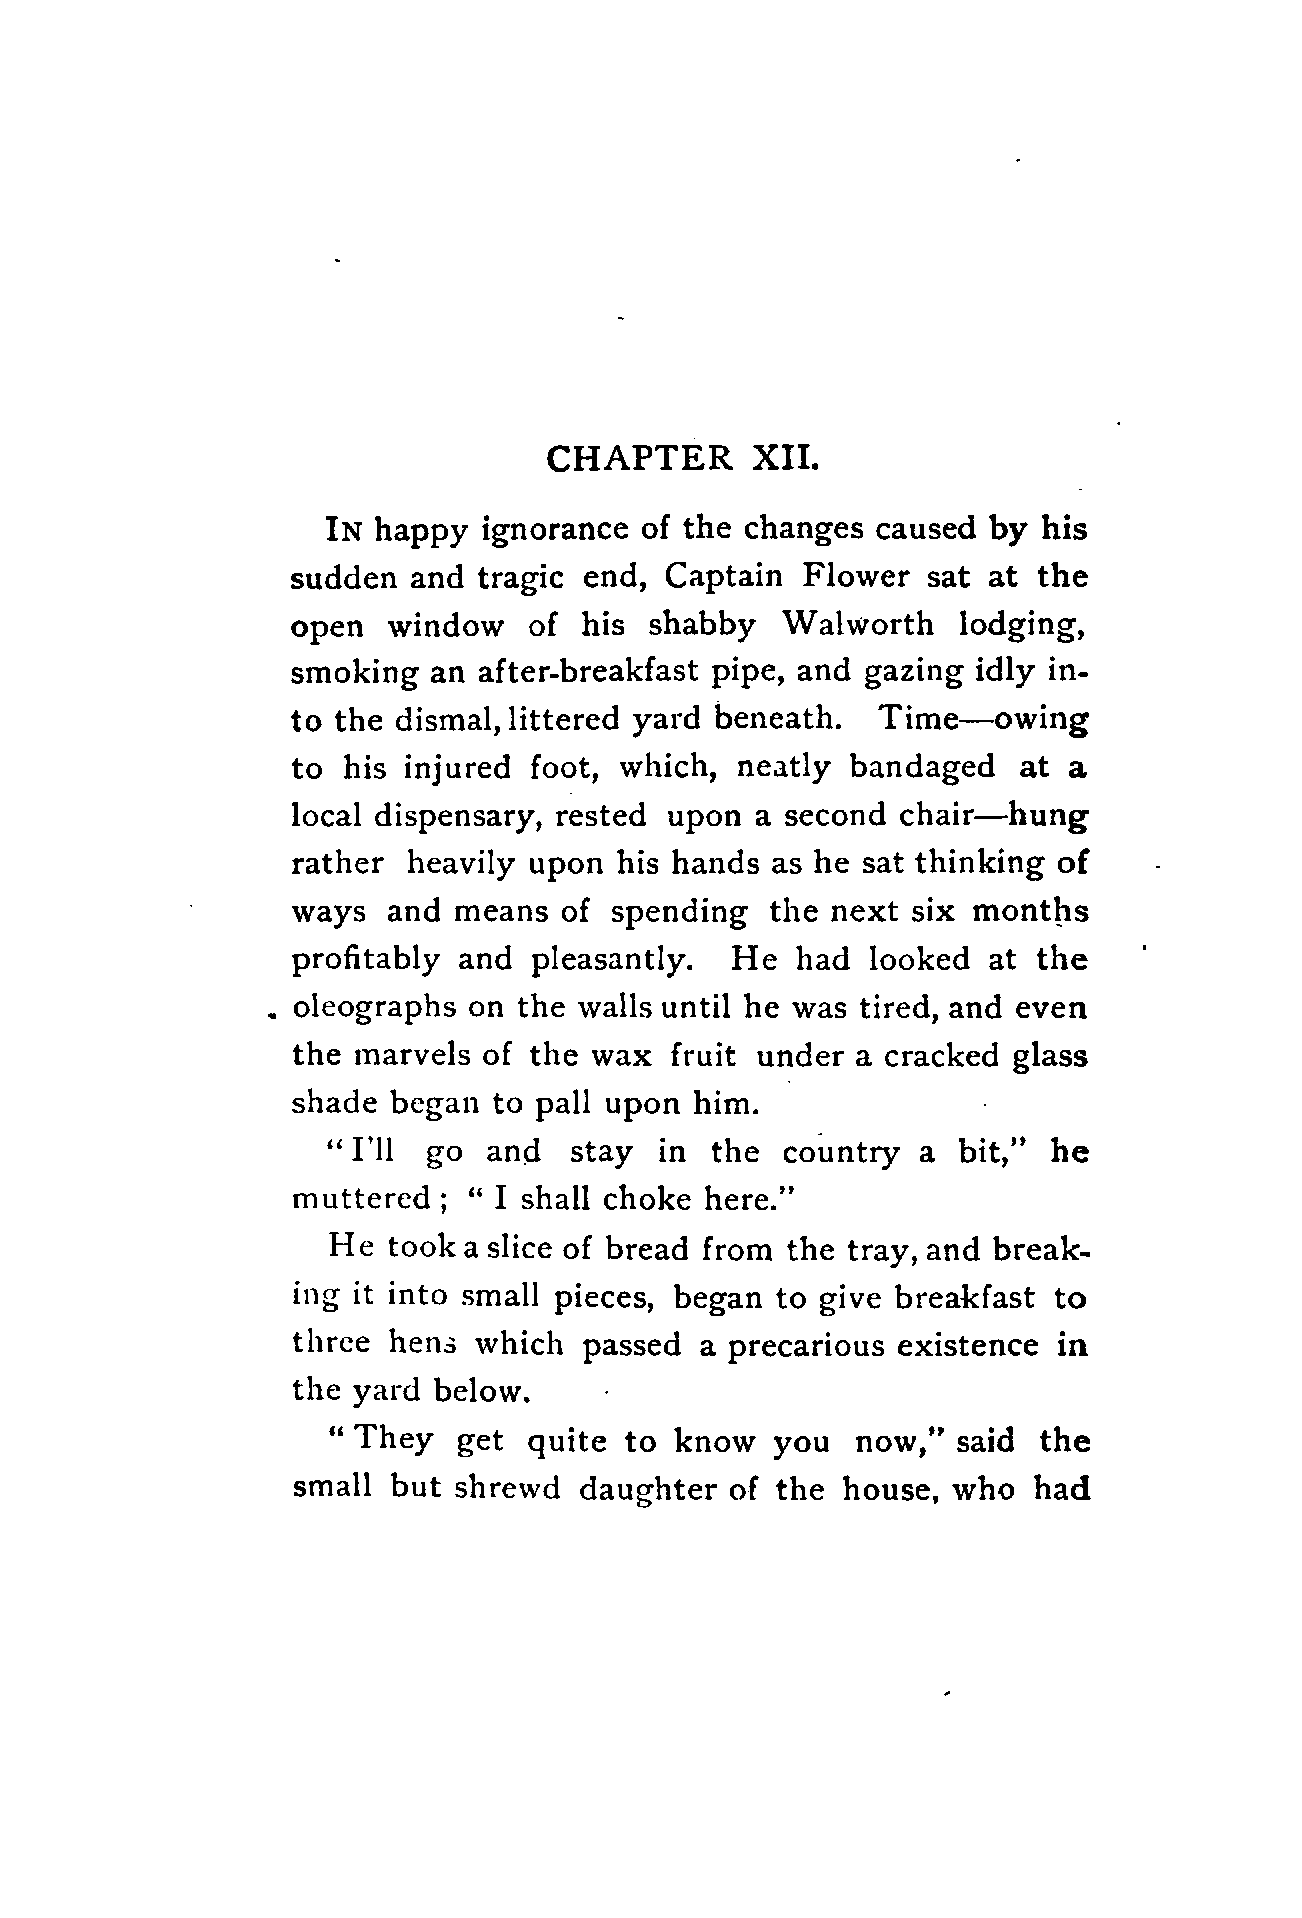 CHAPTER XII.
IN happy ignorance of the changes caused by his
sudden and tragic end, Captain Flower sat at the
open window of his shabby Walworth lodging,
smoking an after-breakfast pipe, and gazing idly in-
to the dismal, littered yard beneath. Time—owing
to his injured foot, which, neatly bandaged at a
local dispensary, rested upon a second chair—hung
rather heavily upon his hands as he sat thinking of
ways and means of spending the next six months
profitably and pleasantly. He had looked at the
oleographs on the walls until he was tired, and even
the marvels of the wax fruit under a cracked glass
shade began to pall upon him.
“I’ll go and stay in the country a bit,” he
muttered; “I shall choke here.”
He took a slice of bread from the tray, and break-
ing it into small pieces, began to give breakfast to
three hens which passed a precarious existence in
the yard below.
“They get quite to know you now,” said the
small but shrewd daughter of the house, who had